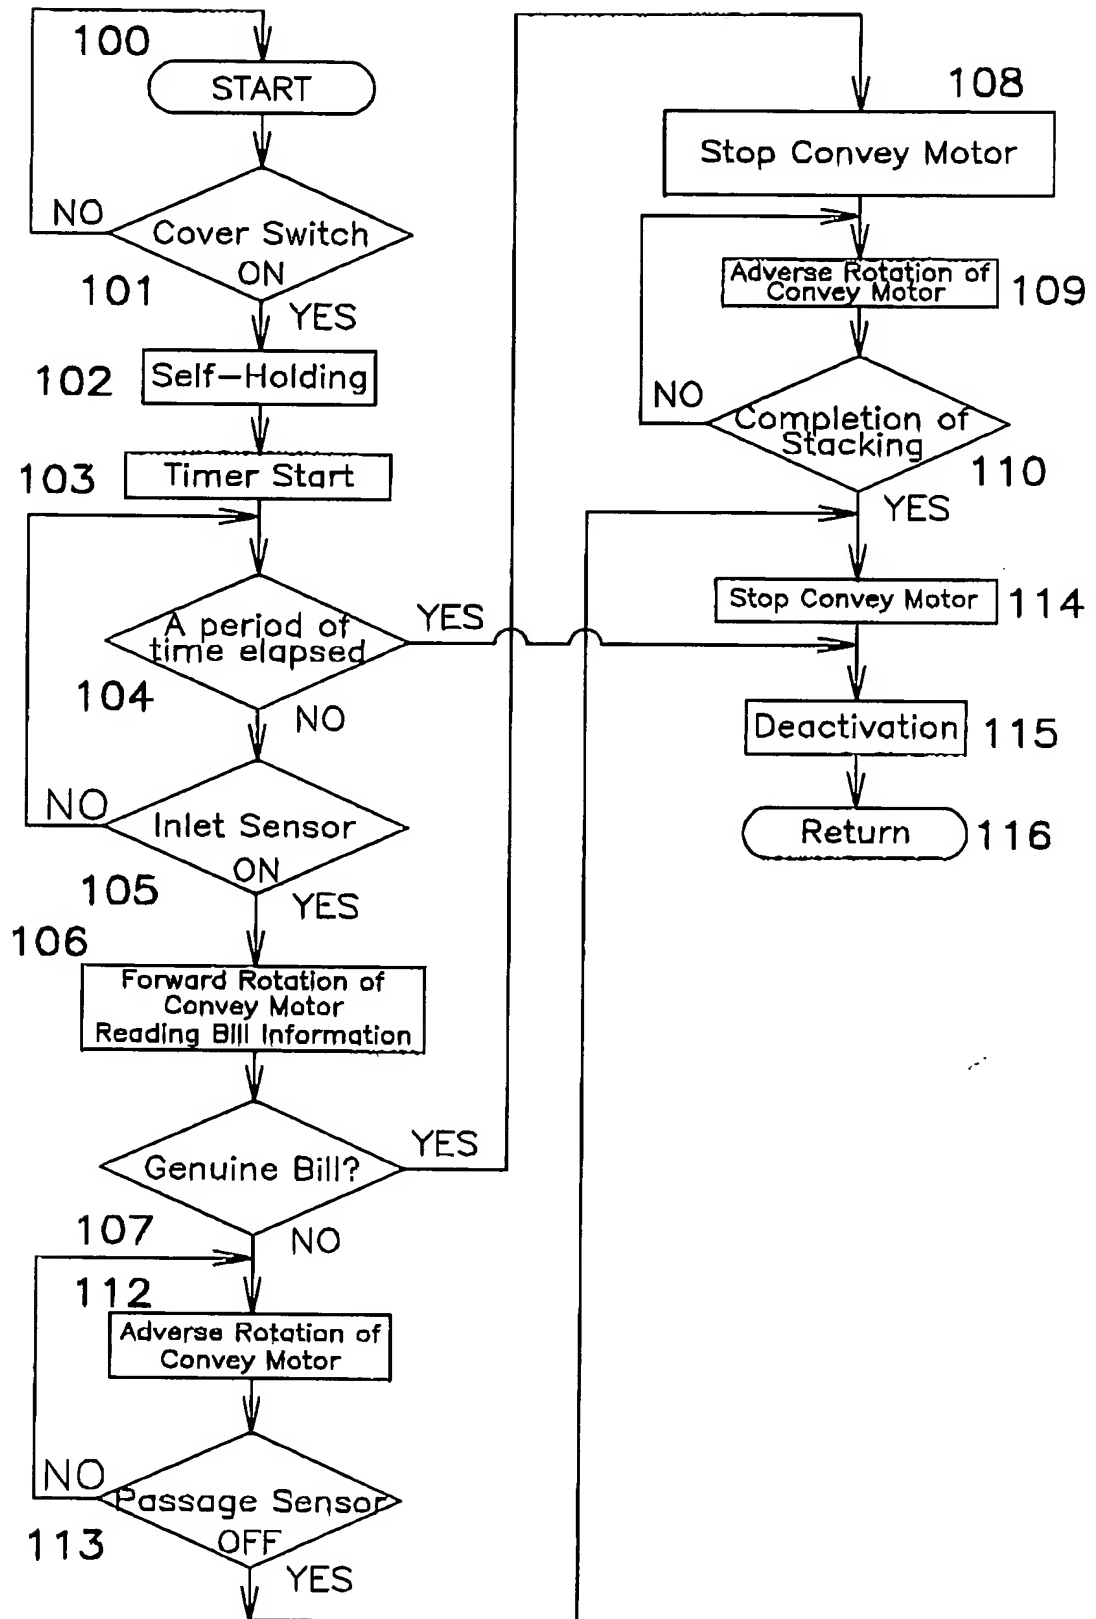 100
START
NO
Cover Switch
ON
101
YES
102
Self-Holding
103
Timer Start
A period of
time elapsed
YES
104
NO
NO
Inlet Sensor
ON
105
YES
106
Forward Rotation of
Convey Motor
Reading Bill Information
Genuine Bill?
YES
107
NO
112
Adverse Rotation of
Convey Motor
NO
Passage Sensor
OFF
113
YES
108
Stop Convey Motor
Adverse Rotation of
Convey Motor
109
NO
Completion of
Stacking
110
YES
Stop Convey Motor
114
Deactivation
115
Return
116